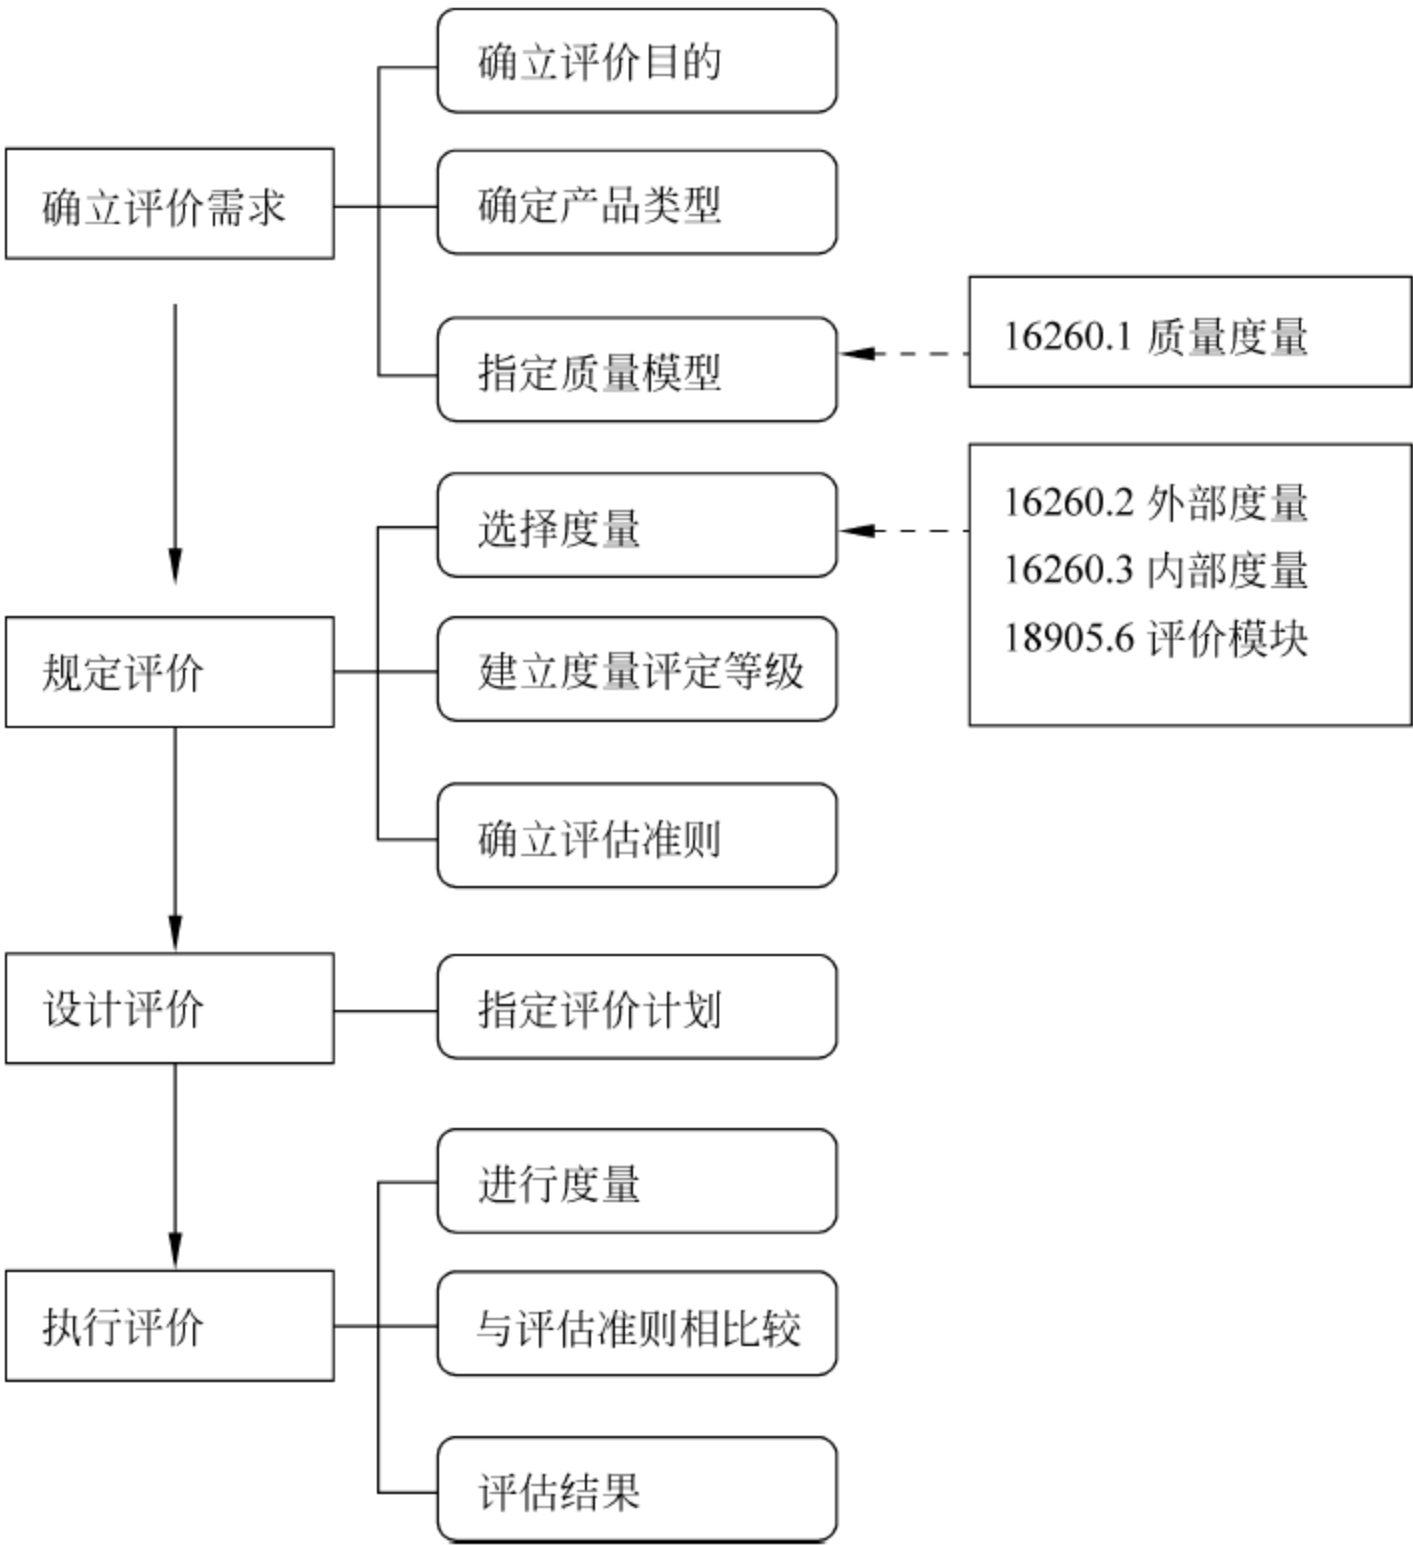 确立评价目的
确立评价需求
确定产品类型
指定质量模型
16260.1 质量度量
选择度量
16260.2 外部度量
16260.3 内部度量
18905.6 评价模块
规定评价
建立度量评定等级
确立评估准则
设计评价
指定评价计划
进行度量
执行评价
与评估准则相比较
评估结果